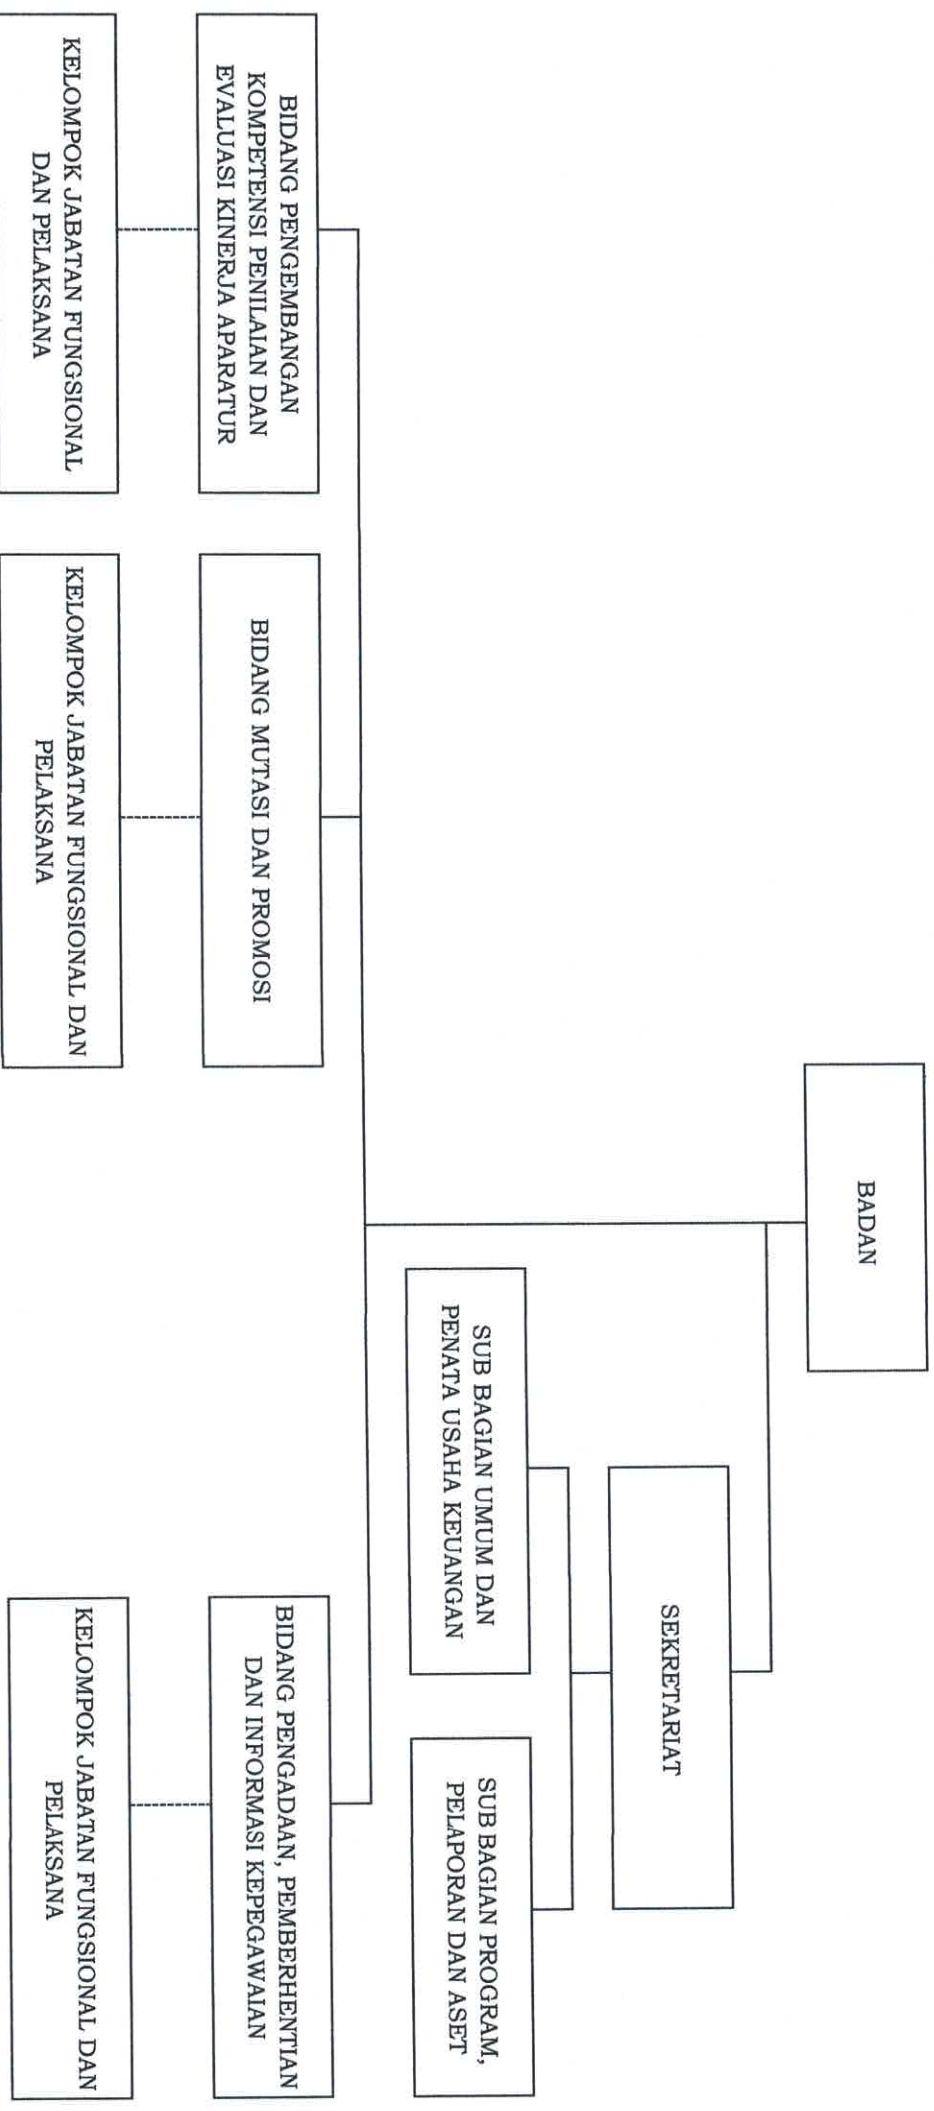 BADAN
SEKRETARIAT
SUB BAGIAN UMUM DAN
PENATA USAHA KEUANGAN
SUB BAGIAN PROGRAM,
PELAPORAN DAN ASET
BIDANG PENGEMBANGAN
KOMPETENSI PENILAIAN DAN
EVALUASI KINERJA APARATUR
BIDANG MUTASI DAN PROMOSI
BIDANG PENGADAAN, PEMBERHENTIAN
DAN INFORMASI KEPEGAWAIAN
KELOMPOK JABATAN FUNGSIONAL
DAN PELAKSANA
KELOMPOK JABATAN FUNGSIONAL DAN
PELAKSANA
KELOMPOK JABATAN FUNGSIONAL DAN
PELAKSANA